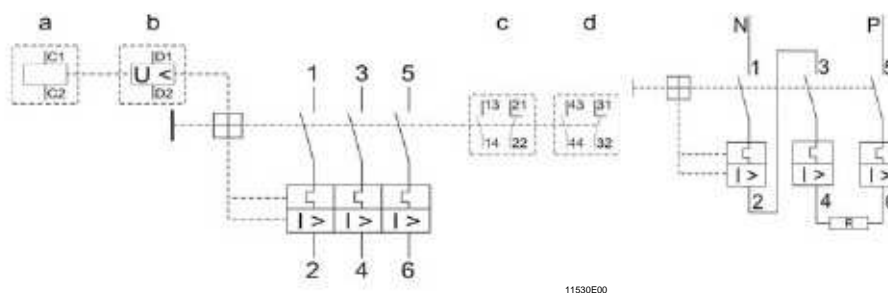 a b c d N P
C1 D1
U <
C2 D2
1 3 5 13 21 43 31 1 3 5
14 22 44 32
I > I > I > I > I > I >
2 4 6 2 4 6
R
11530E00